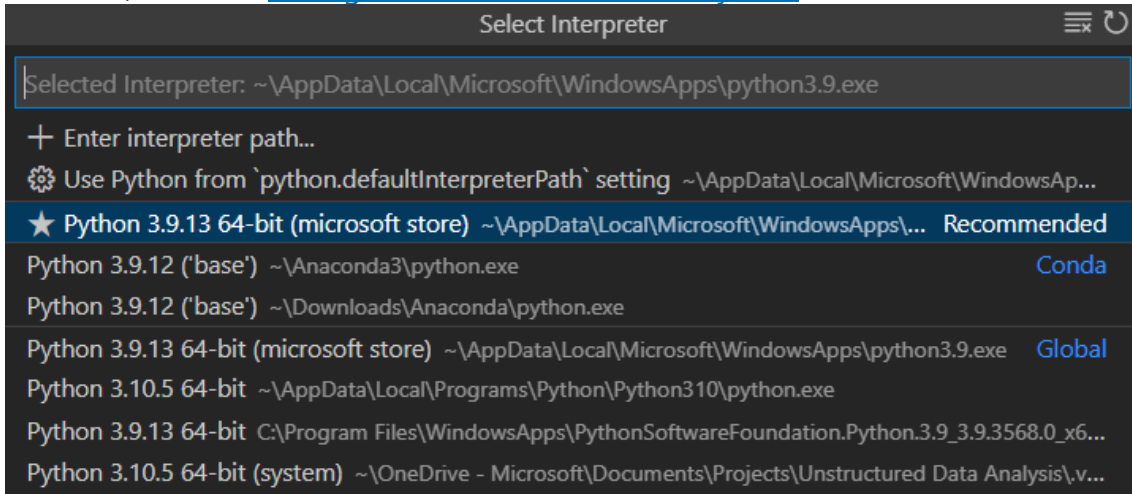 Select Interpreter
Selected Interpreter: ~\AppData\Local\Microsoft\WindowsApps\python3.9.exe
+ Enter interpreter path...
Use Python from `python.defaultInterpreterPath` setting ~\AppData\Local\Microsoft\WindowsAp...
★ Python 3.9.13 64-bit (microsoft store) ~\AppData\Local\Microsoft\WindowsApps\... Recommended
Python 3.9.12 ('base') ~\Anaconda3\python.exe Conda
Python 3.9.12 ('base') ~\Downloads\Anaconda\python.exe
Python 3.9.13 64-bit (microsoft store) ~\AppData\Local\Microsoft\WindowsApps\python3.9.exe Global
Python 3.10.5 64-bit ~\AppData\Local\Programs\Python\Python310\python.exe
Python 3.9.13 64-bit C:\Program Files\WindowsApps\PythonSoftwareFoundation.Python.3.9_3.9.3568.0_x6...
Python 3.10.5 64-bit (system) ~\OneDrive - Microsoft\Documents\Projects\Unstructured Data Analysis\.v...